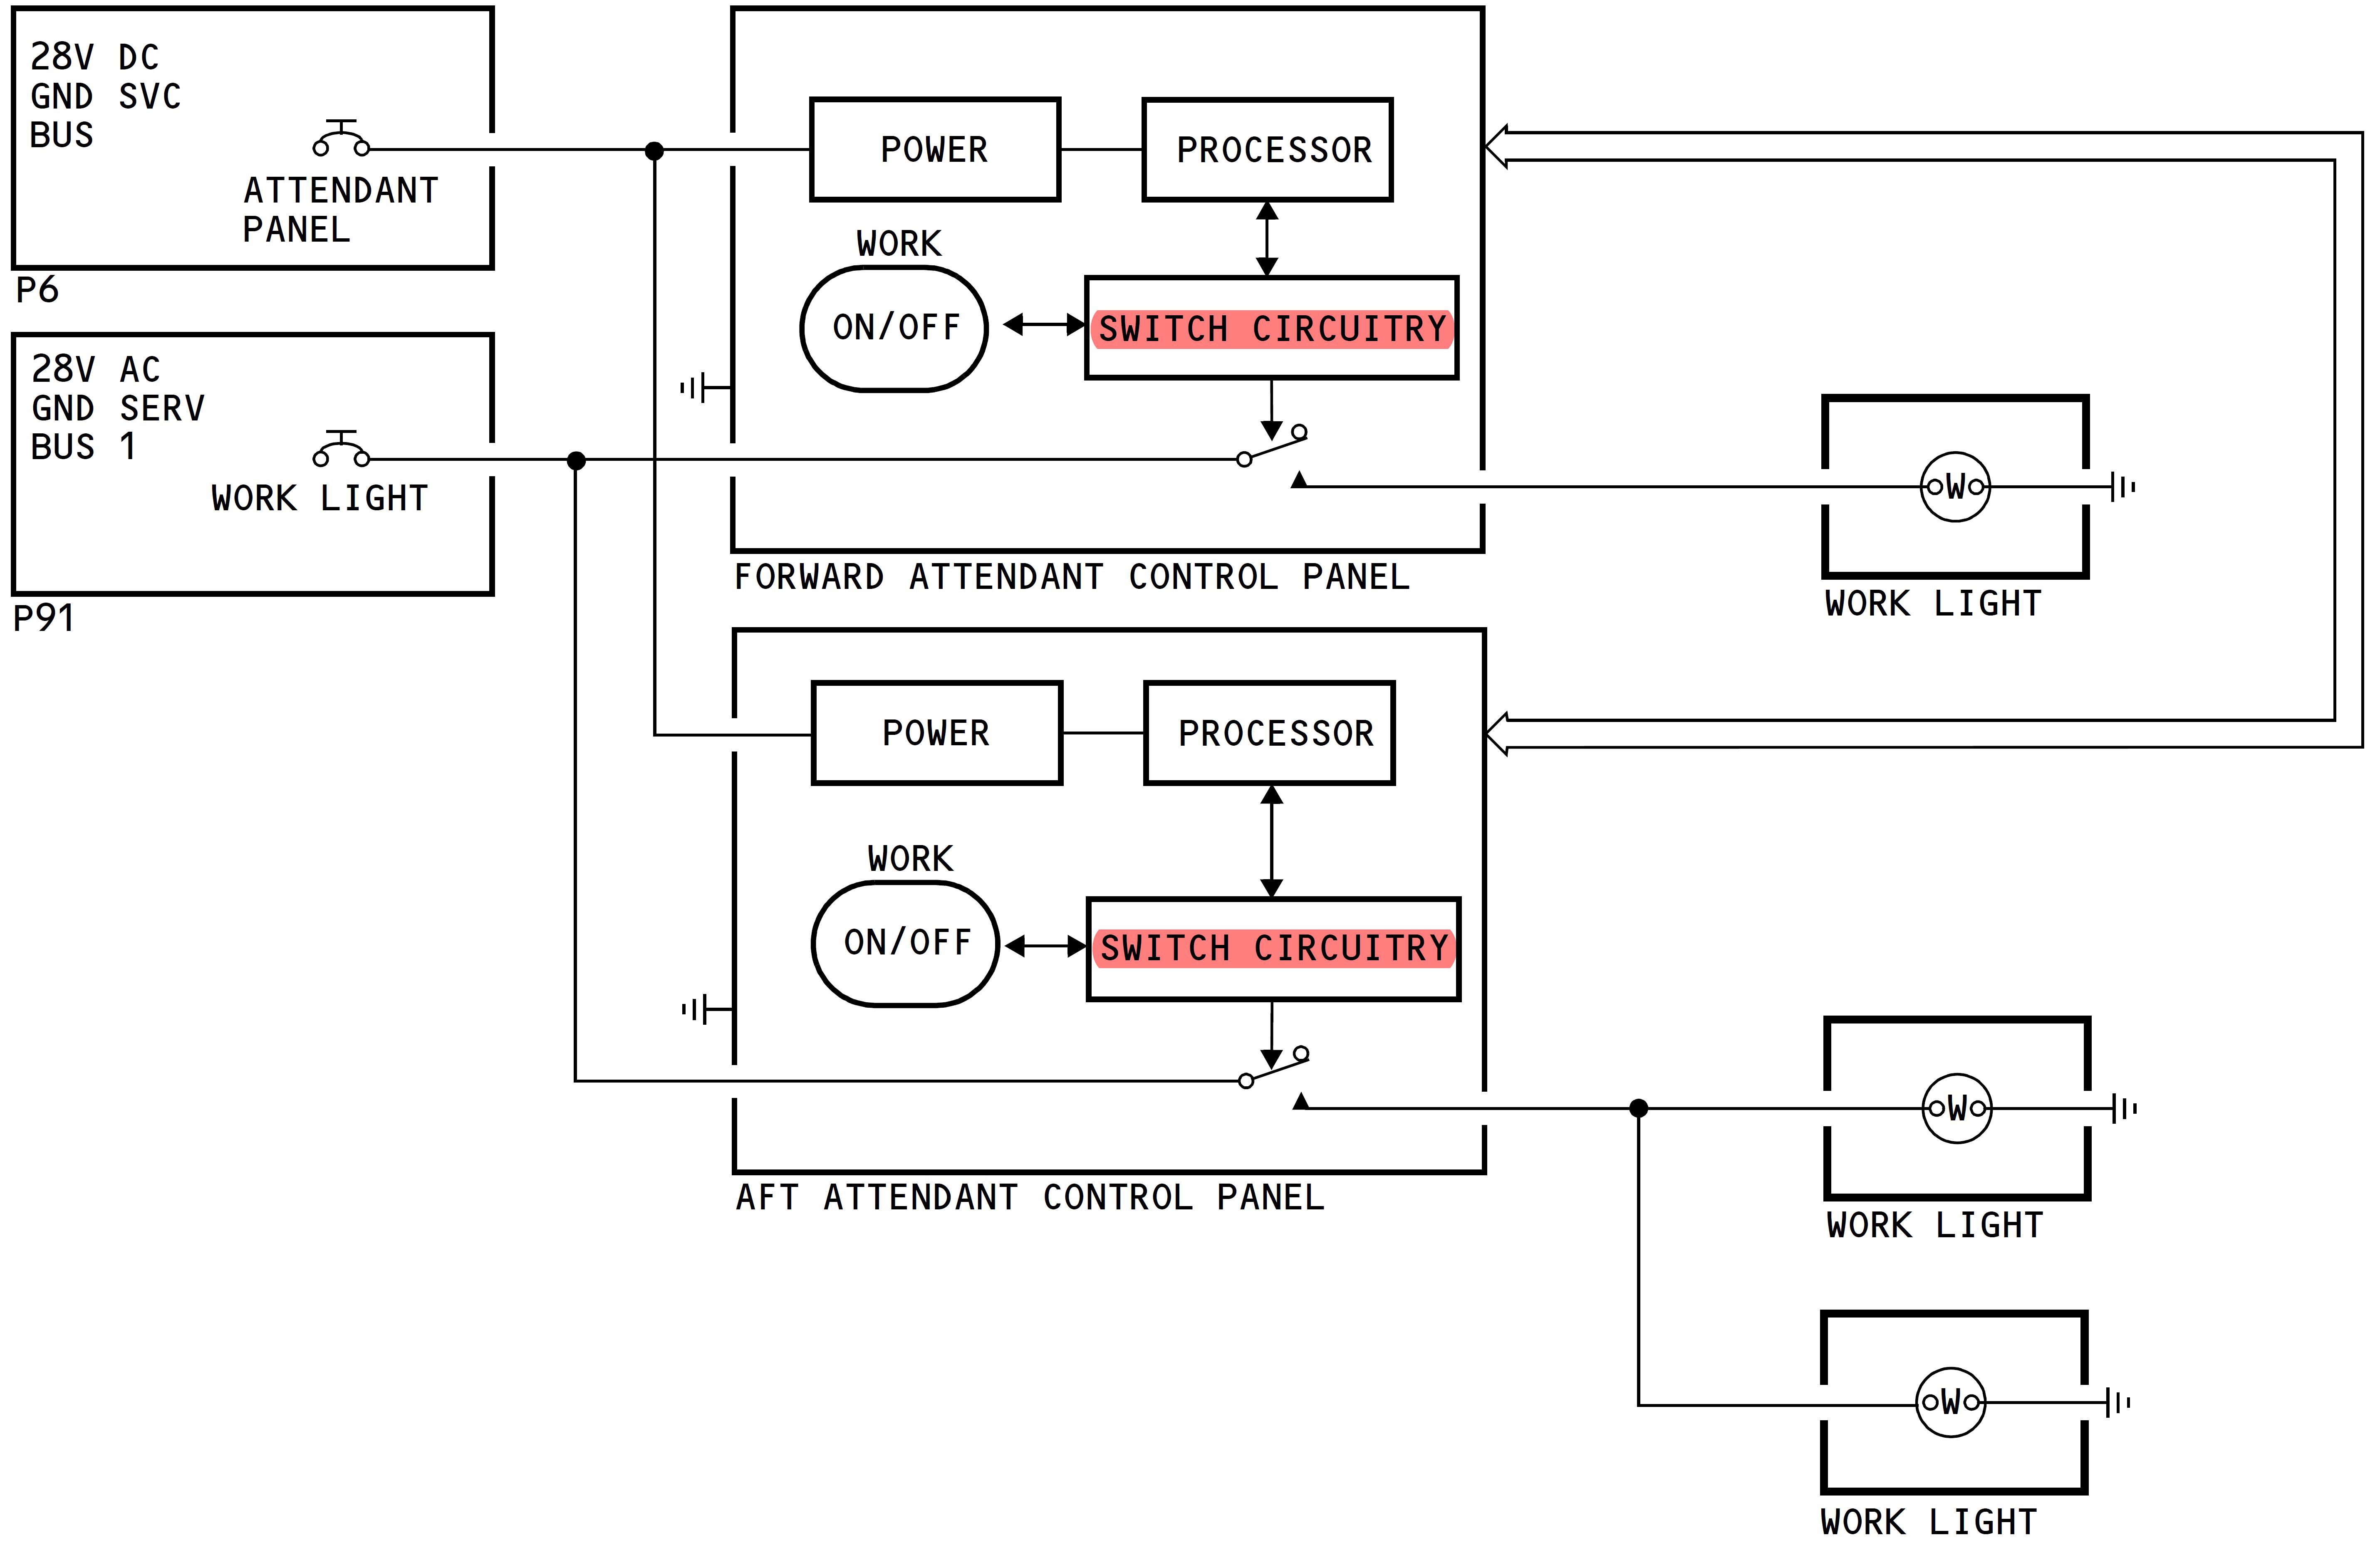 28V DC
GND SVC
BUS
ATTENDANT
PANEL
P6
28V AC
GND SERV
BUS 1
WORK LIGHT
P91
POWER
PROCESSOR
WORK
ON/OFF
SWITCH CIRCUITRY
FORWARD ATTENDANT CONTROL PANEL
W
WORK LIGHT
POWER
PROCESSOR
WORK
ON/OFF
SWITCH CIRCUITRY
AFT ATTENDANT CONTROL PANEL
W
WORK LIGHT
W
WORK LIGHT